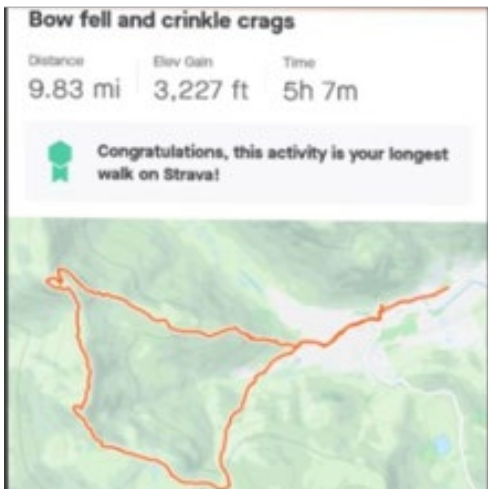 Bow fell and crinkle crags
Distance Elev Gain Time
9.83 mi 3,227 ft 5h 7m
Congratulations, this activity is your longest
walk on Strava!